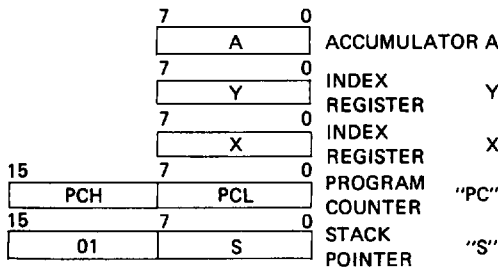 7 0
A ACCUMULATOR A
7 0
Y INDEX REGISTER Y
7 0
X INDEX REGISTER X
15 7 0
PCH PCL PROGRAM COUNTER "PC"
15 7 0
01 S STACK POINTER "S"